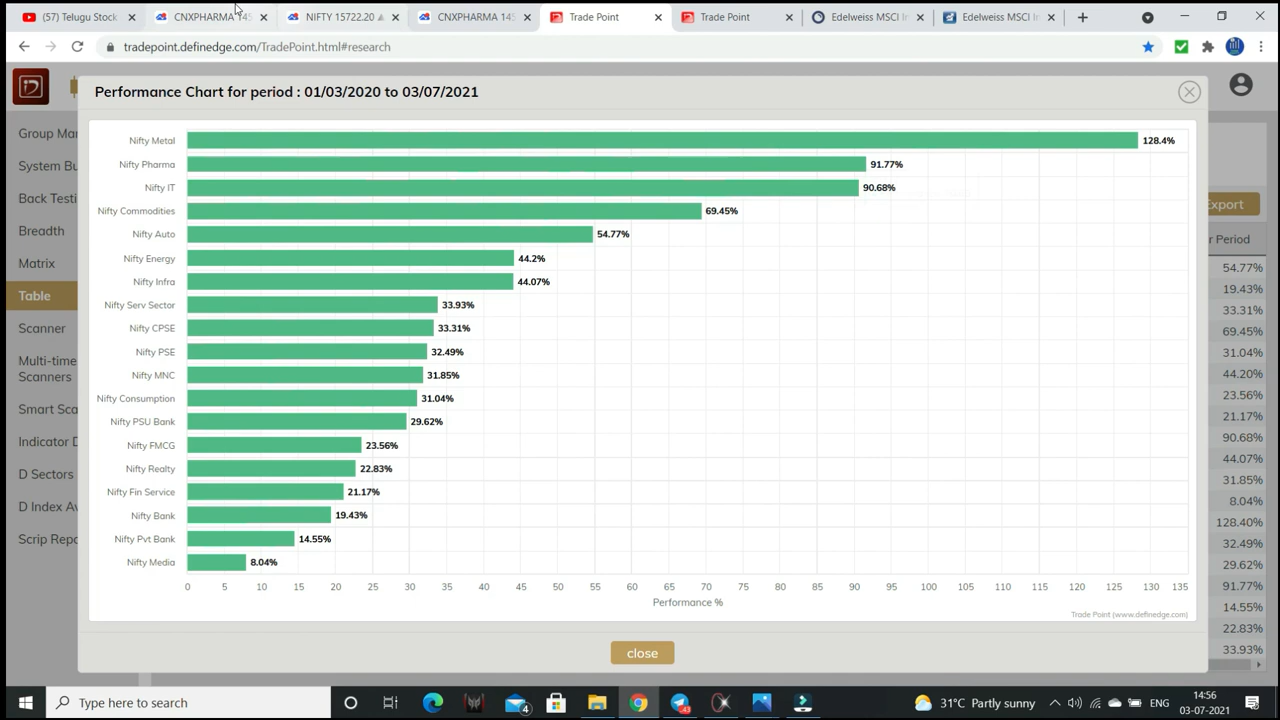 (57) Telugu Stock
CNXPHARMA 145
NIFTY 15722.20
CNXPHARMA 145
Trade Point
Trade Point
Edelweiss MSCI In
Edelweiss MSCI In
tradepoint.definedge.com/TradePoint.html#research
Performance Chart for period : 01/03/2020 to 03/07/2021
Group Mar
System Bu
Back Testi
Breadth
Matrix
Table
Scanner
Multi-time
Scanners
Smart Sca
Indicator D
D Sectors
D Index Av
Scrip Repo
Nifty Metal 128.4%
Nifty Pharma 91.77%
Nifty IT 90.68%
Nifty Commodities 69.45%
Nifty Auto 54.77%
Nifty Energy 44.2%
Nifty Infra 44.07%
Nifty Serv Sector 33.93%
Nifty CPSE 33.31%
Nifty PSE 32.49%
Nifty MNC 31.85%
Nifty Consumption 31.04%
Nifty PSU Bank 29.62%
Nifty FMCG 23.56%
Nifty Realty 22.83%
Nifty Fin Service 21.17%
Nifty Bank 19.43%
Nifty Pvt Bank 14.55%
Nifty Media 8.04%
0 5 10 15 20 25 30 35 40 45 50 55 60 65 70 75 80 85 90 95 100 105 110 115 120 125 130 135
Performance %
Trade Point (www.definedge.com)
close
Export
r Period
54.77%
19.43%
33.31%
69.45%
31.04%
44.20%
23.56%
21.17%
90.68%
44.07%
31.85%
8.04%
128.40%
32.49%
29.62%
91.77%
14.55%
22.83%
33.93%
Type here to search
4
43
31°C Partly sunny
ENG
14:56
03-07-2021